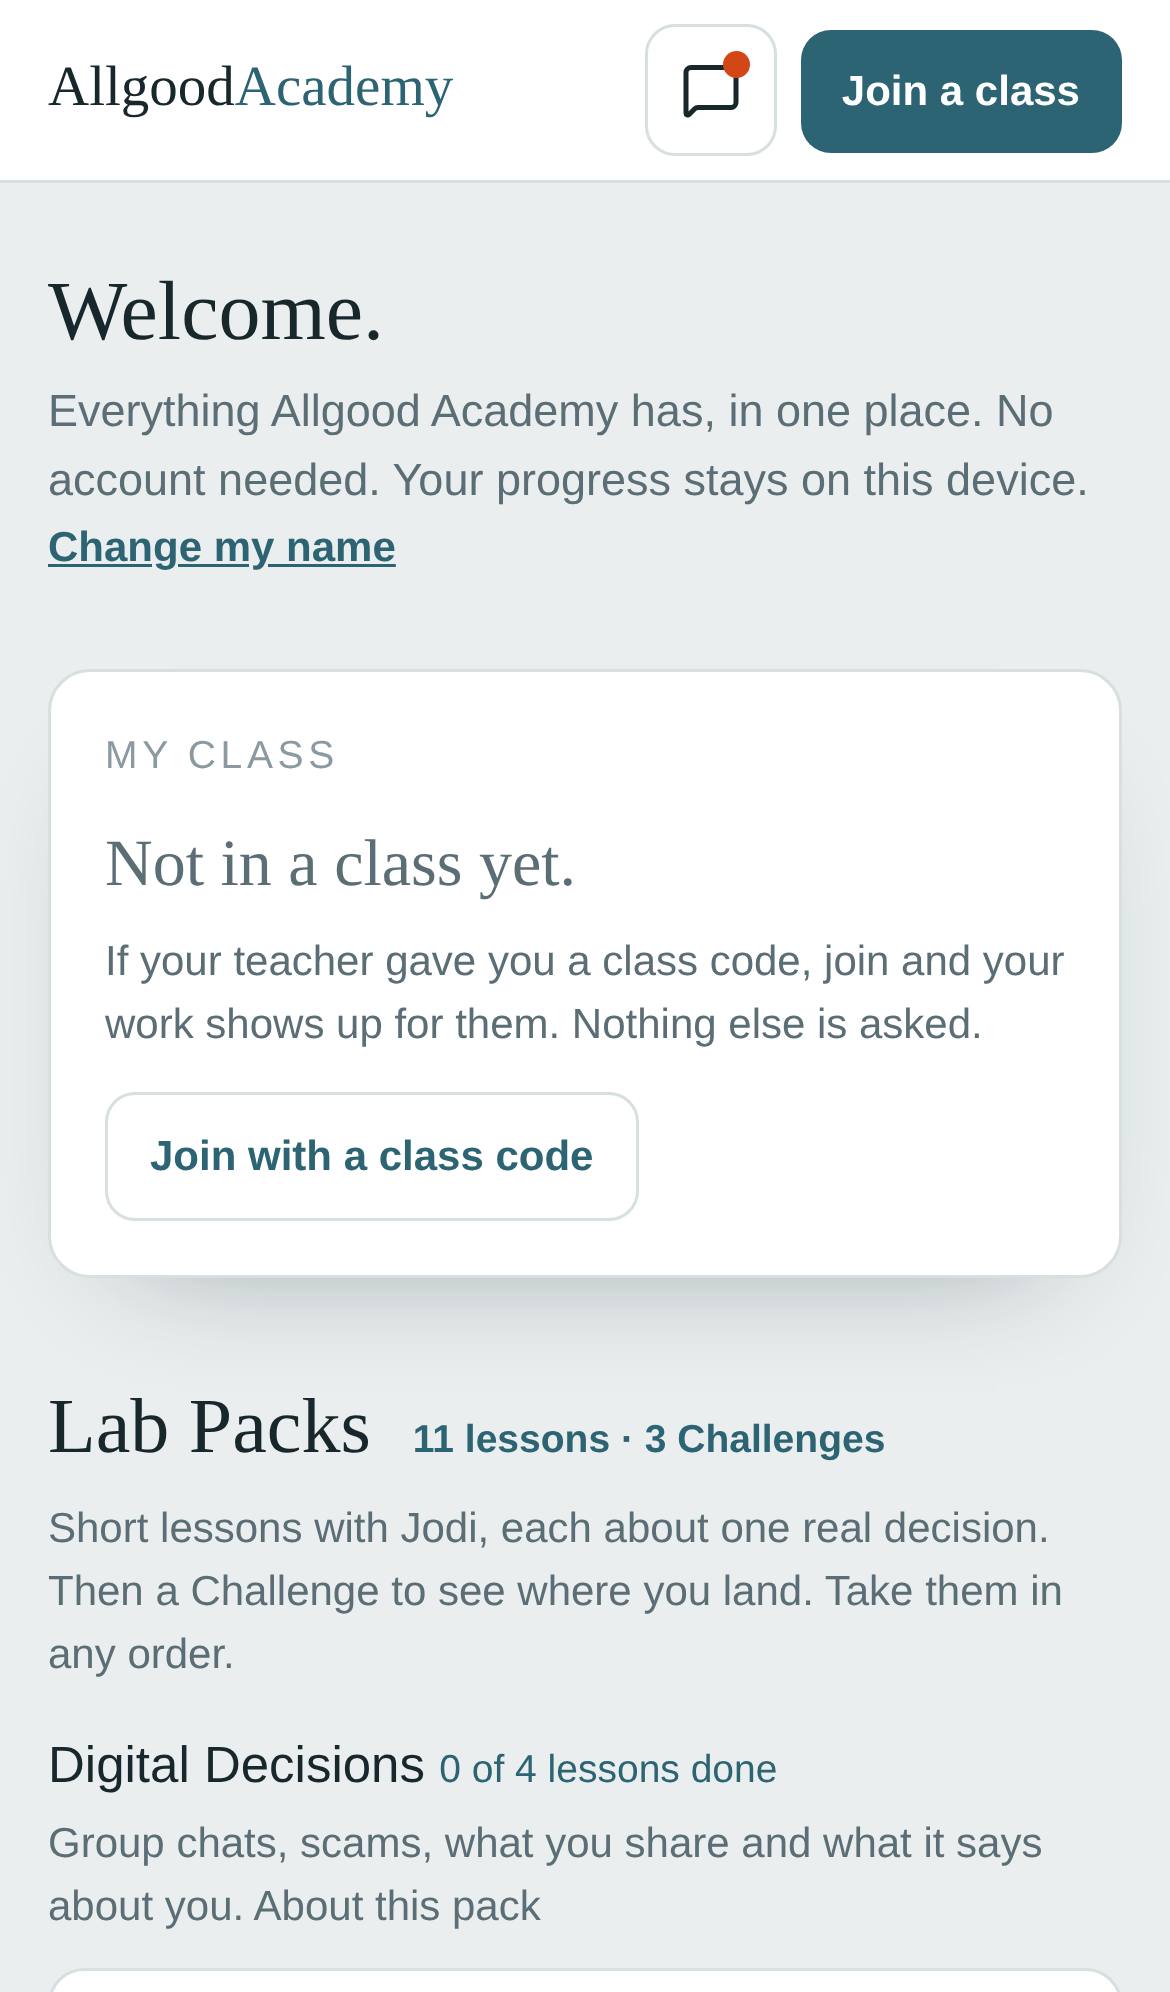 AllgoodAcademy
Join a class
Welcome.
Everything Allgood Academy has, in one place. No
account needed. Your progress stays on this device.
Change my name
MY CLASS
Not in a class yet.
If your teacher gave you a class code, join and your
work shows up for them. Nothing else is asked.
Join with a class code
Lab Packs 11 lessons · 3 Challenges
Short lessons with Jodi, each about one real decision.
Then a Challenge to see where you land. Take them in
any order.
Digital Decisions 0 of 4 lessons done
Group chats, scams, what you share and what it says
about you. About this pack